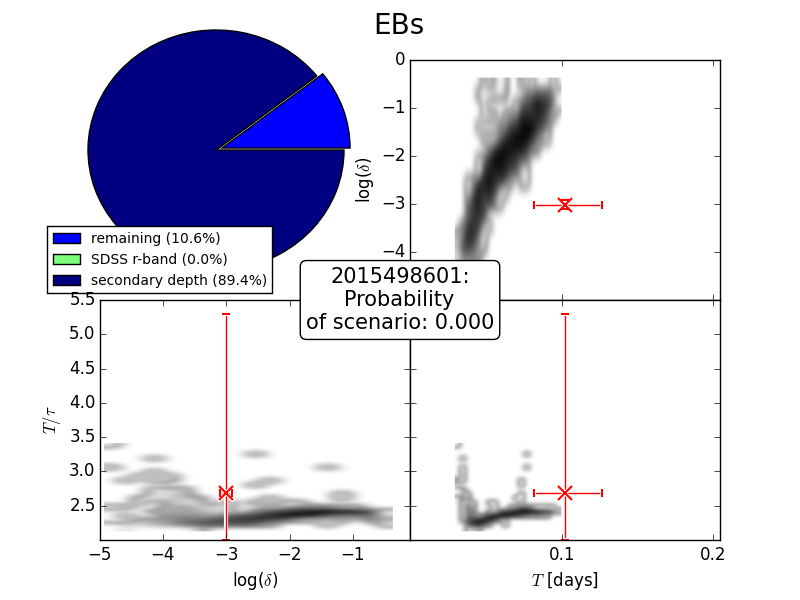 EBs
remaining (10.6%)
SDSS r-band (0.0%)
secondary depth (89.4%)
0
−1
−2
−3
−4
log(δ)
2015498601:
Probability
of scenario: 0.000
5.5
5.0
4.5
4.0
3.5
3.0
2.5
T/τ
−5
−4
−3
−2
−1
log(δ)
0.1
0.2
T [days]